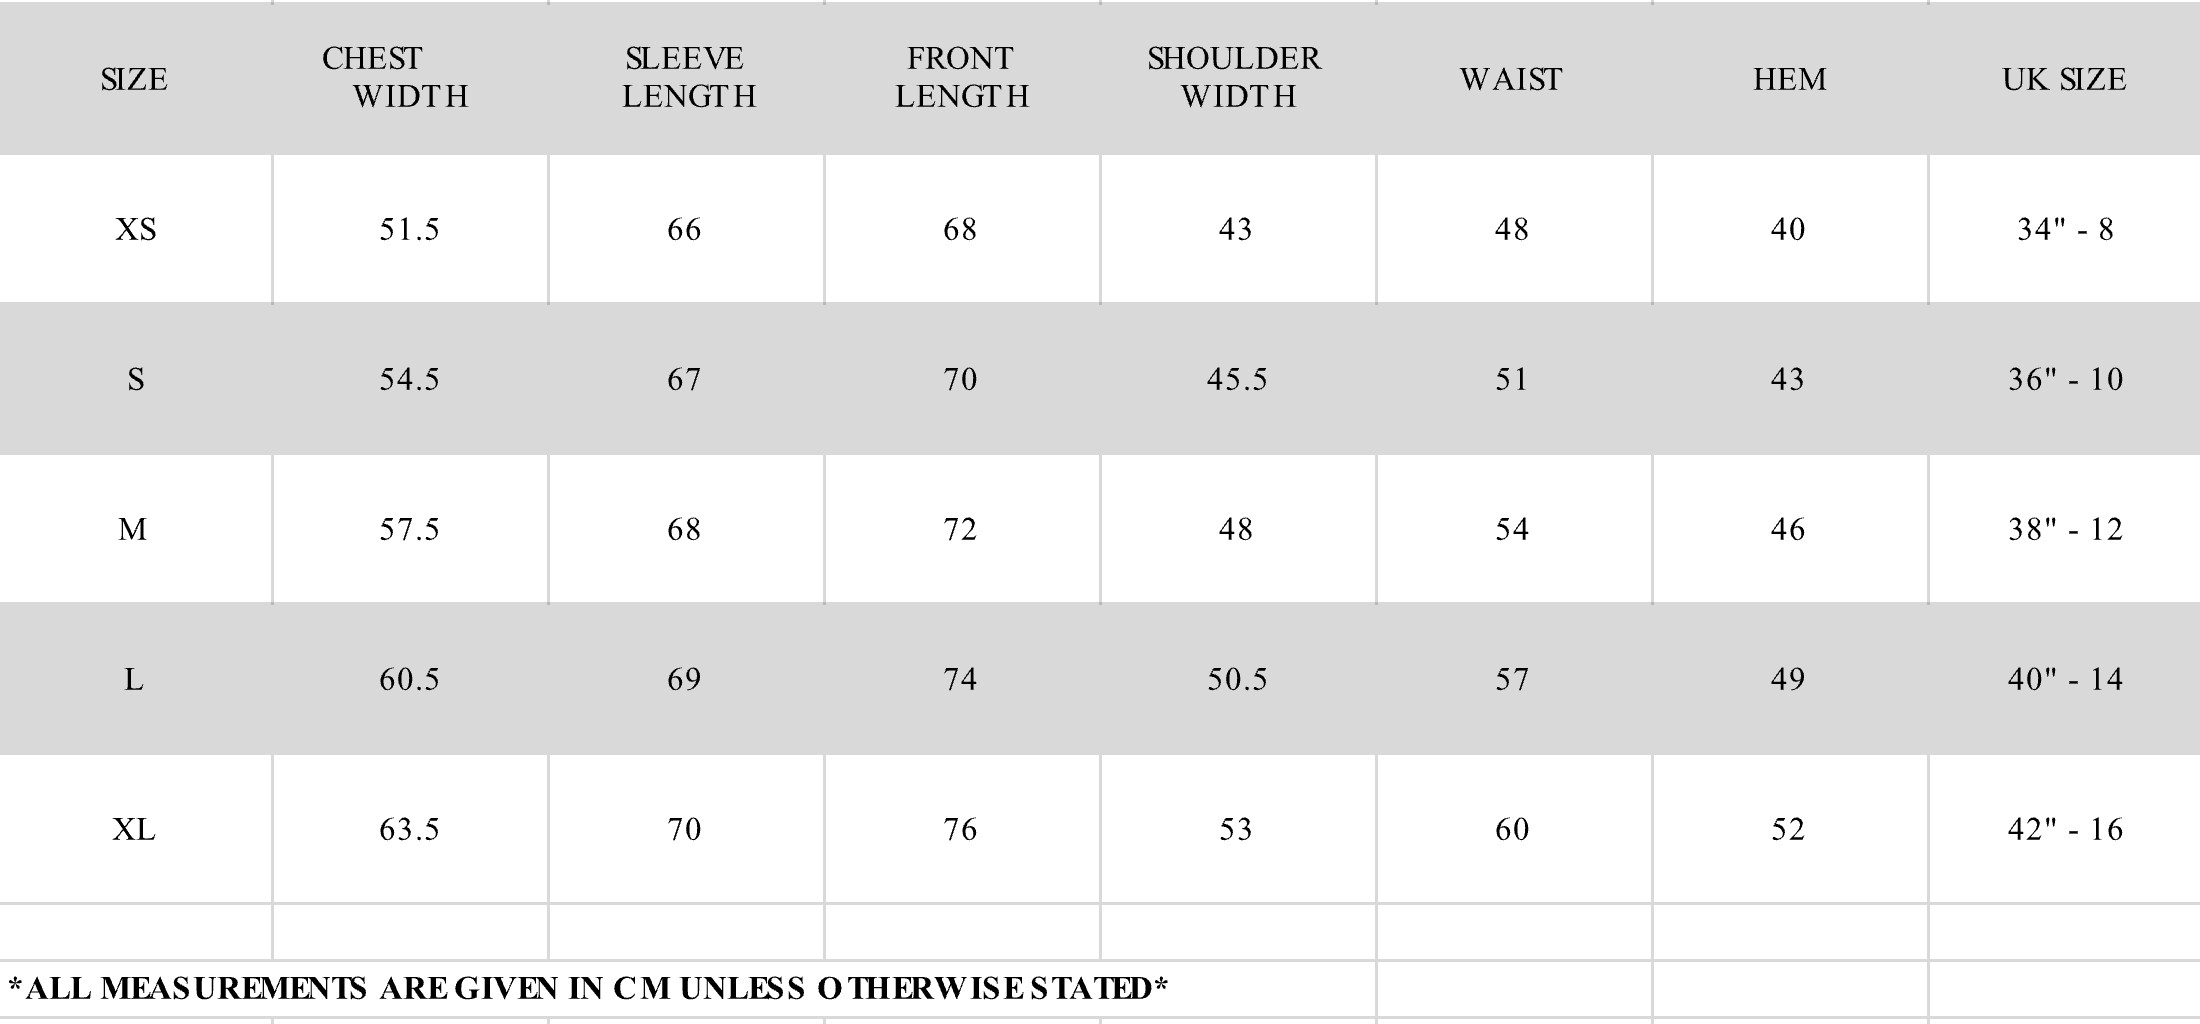 SIZE CHEST WIDTH SLEEVE LENGTH FRONT LENGTH SHOULDER WIDTH WAIST HEM UK SIZE
XS 51.5 66 68 43 48 40 34" - 8
S 54.5 67 70 45.5 51 43 36" - 10
M 57.5 68 72 48 54 46 38" - 12
L 60.5 69 74 50.5 57 49 40" - 14
XL 63.5 70 76 53 60 52 42" - 16
*ALL MEASUREMENTS ARE GIVEN IN CM UNLESS OTHERWISE STATED*